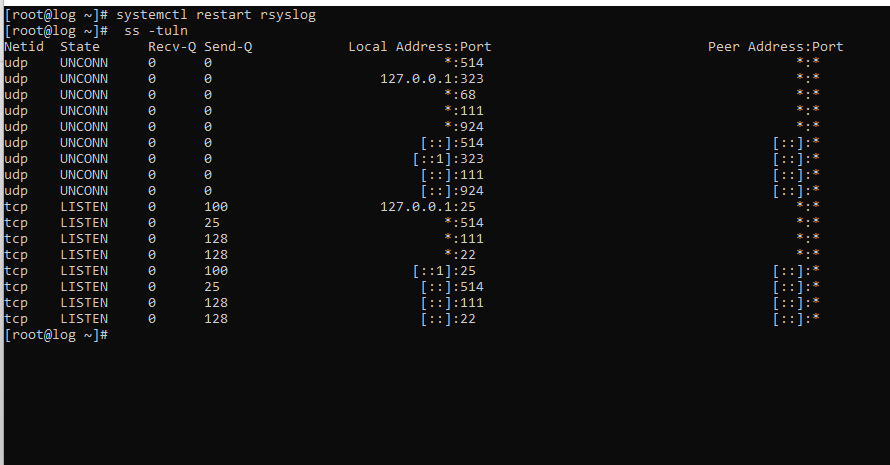 [root@log ~]# systemctl restart rsyslog
[root@log ~]#  ss -tuln
Netid  State      Recv-Q Send-Q            Local Address:Port                           Peer Address:Port
udp    UNCONN     0      0                             *:514                                       *:*
udp    UNCONN     0      0                     127.0.0.1:323                                       *:*
udp    UNCONN     0      0                             *:68                                        *:*
udp    UNCONN     0      0                             *:111                                       *:*
udp    UNCONN     0      0                             *:924                                       *:*
udp    UNCONN     0      0                          [::]:514                                    [::]:*
udp    UNCONN     0      0                         [::1]:323                                    [::]:*
udp    UNCONN     0      0                          [::]:111                                    [::]:*
udp    UNCONN     0      0                          [::]:924                                    [::]:*
tcp    LISTEN     0      100                   127.0.0.1:25                                        *:*
tcp    LISTEN     0      25                            *:514                                       *:*
tcp    LISTEN     0      128                           *:111                                       *:*
tcp    LISTEN     0      128                           *:22                                        *:*
tcp    LISTEN     0      100                       [::1]:25                                     [::]:*
tcp    LISTEN     0      25                         [::]:514                                    [::]:*
tcp    LISTEN     0      128                        [::]:111                                    [::]:*
tcp    LISTEN     0      128                        [::]:22                                     [::]:*
[root@log ~]#